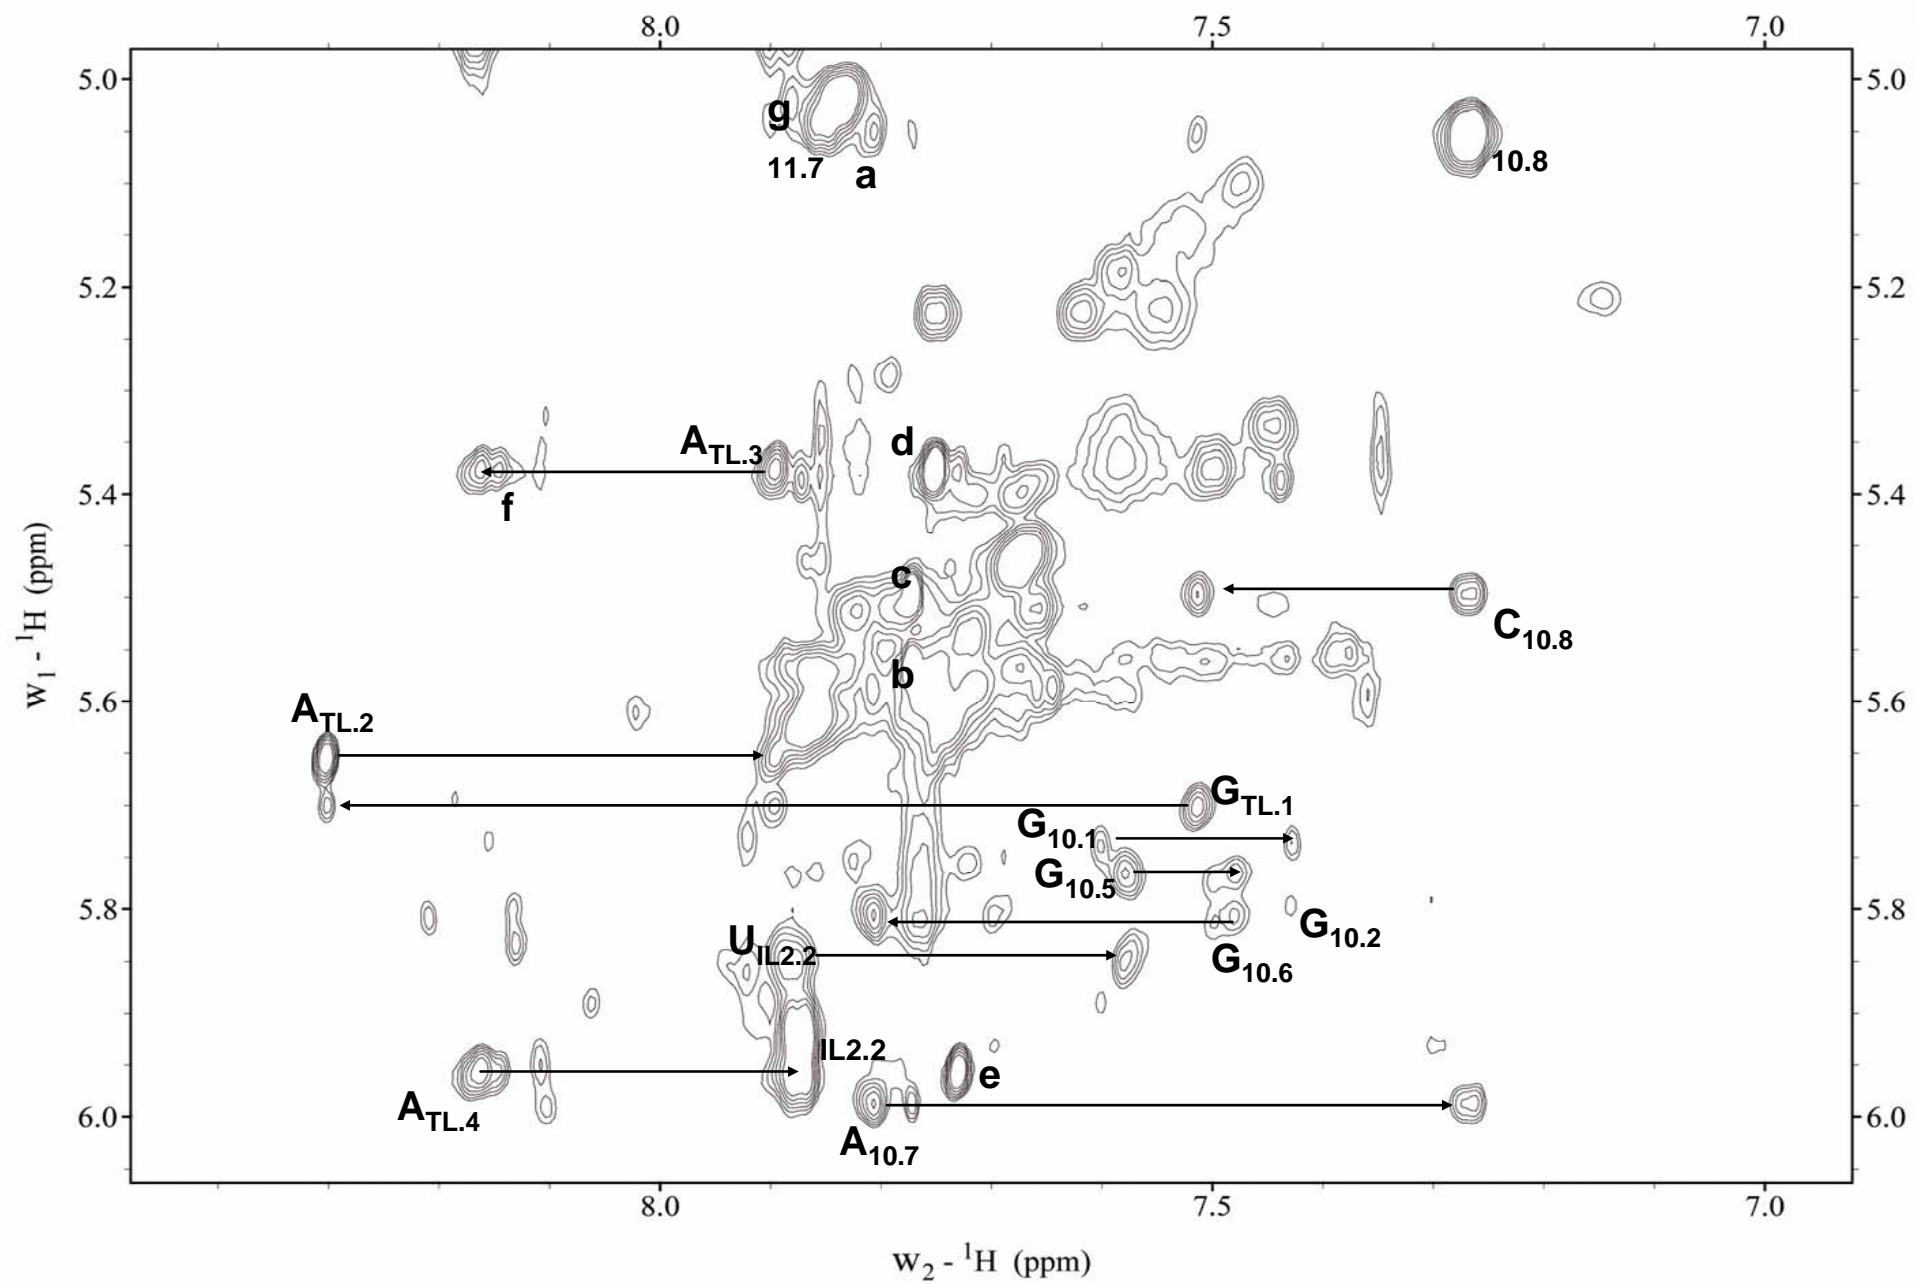 8.0 7.5 7.0
5.0 5.0
g
11.7 a 10.8
5.2 5.2
A_TL.3 d
5.4 5.4
f
c
C_10.8
b
A_TL.2
5.6 5.6
G_TL.1
G_10.1
G_10.5
5.8 5.8
U_IL2.2 G_10.2
G_10.6
IL2.2
e
A_TL.4
6.0 6.0
A_10.7
8.0 7.5 7.0
w₁ - ¹H (ppm)
w₂ - ¹H (ppm)